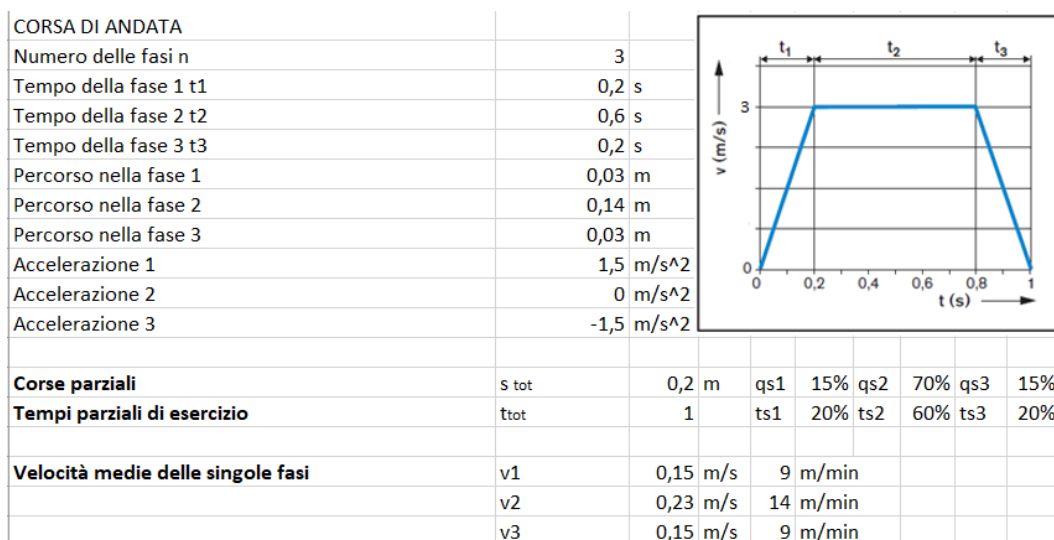 CORSA DI ANDATA
Numero delle fasi n 3
Tempo della fase 1 t1 0,2 s
Tempo della fase 2 t2 0,6 s
Tempo della fase 3 t3 0,2 s
Percorso nella fase 1 0,03 m
Percorso nella fase 2 0,14 m
Percorso nella fase 3 0,03 m
Accelerazione 1 1,5 m/s^2
Accelerazione 2 0 m/s^2
Accelerazione 3 -1,5 m/s^2
t1 t2 t3
v (m/s)
3
0
0 0,2 0,4 0,6 0,8 1
t (s)
Corse parziali s tot 0,2 m qs1 15% qs2 70% qs3 15%
Tempi parziali di esercizio ttot 1 ts1 20% ts2 60% ts3 20%
Velocità medie delle singole fasi v1 0,15 m/s 9 m/min
v2 0,23 m/s 14 m/min
v3 0,15 m/s 9 m/min